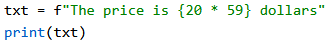 txt = f"The price is {20 * 59} dollars"
print(txt)